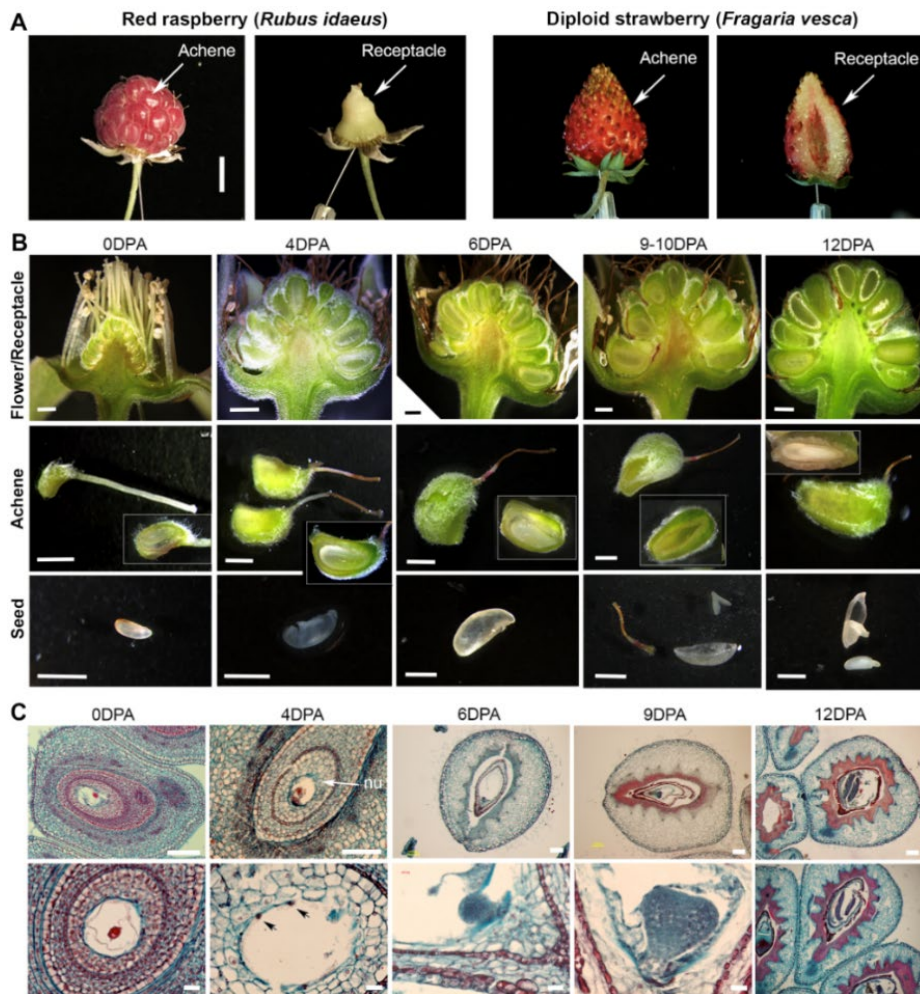 A
Red raspberry (Rubus idaeus)
Diploid strawberry (Fragaria vesca)
Achene
Receptacle
Achene
Receptacle
B
0DPA 4DPA 6DPA 9-10DPA 12DPA
Flower/Receptacle
Achene
Seed
C
0DPA 4DPA 6DPA 9DPA 12DPA
nu